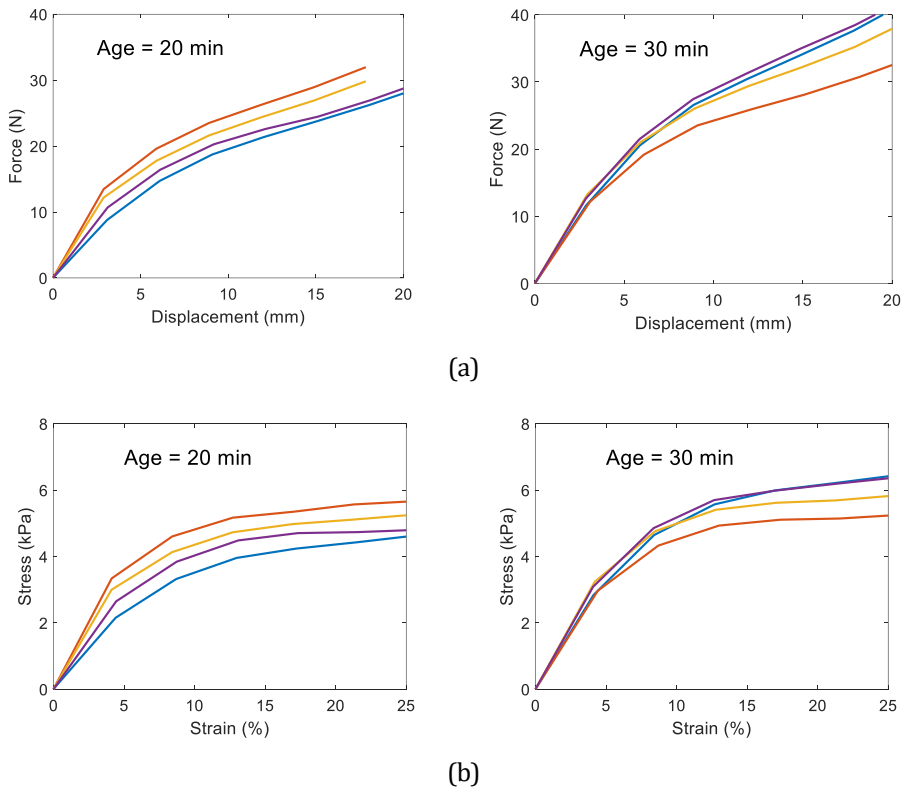 Age = 20 min
Force (N)
40
30
20
10
0
0 5 10 15 20
Displacement (mm)
Age = 30 min
Force (N)
40
30
20
10
0
0 5 10 15 20
Displacement (mm)
(a)
Age = 20 min
Stress (kPa)
8
6
4
2
0
0 5 10 15 20 25
Strain (%)
Age = 30 min
Stress (kPa)
8
6
4
2
0
0 5 10 15 20 25
Strain (%)
(b)